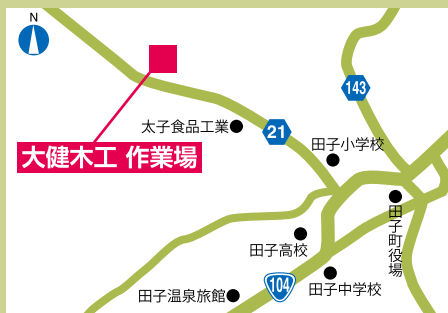 N
143
太子食品工業
21
田子小学校
大健木工 作業場
田子町役場
田子高校
104
田子中学校
田子温泉旅館